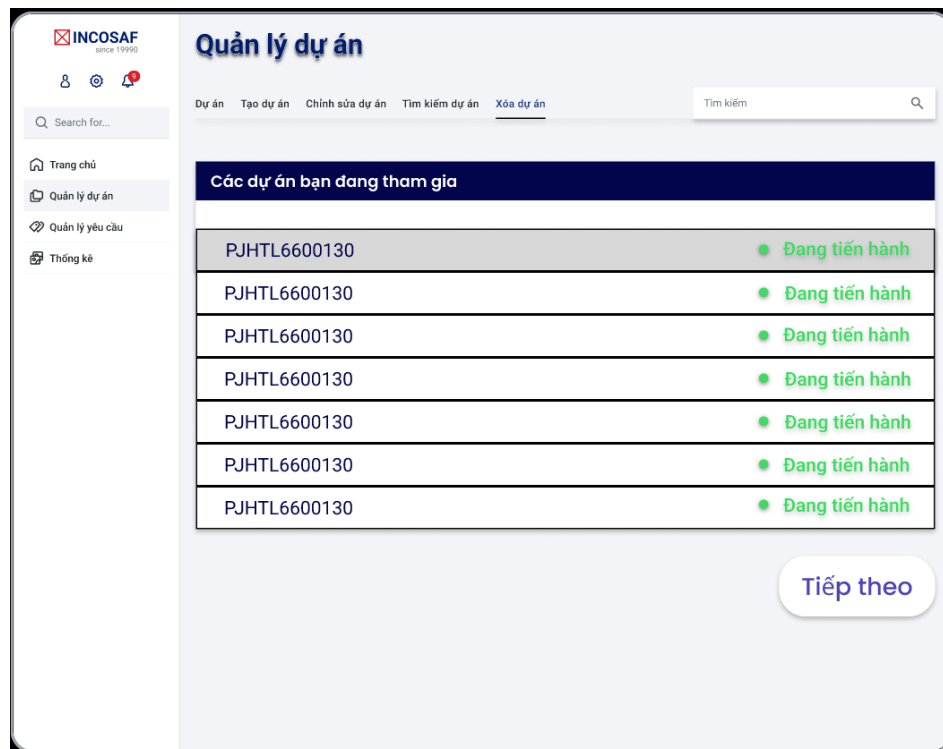 INCOSAF
since 19990
9
Search for...
Trang chủ
Quản lý dự án
Quản lý yêu cầu
Thống kê
Quản lý dự án
Dự án Tạo dự án Chỉnh sửa dự án Tìm kiếm dự án Xóa dự án Tìm kiếm
Các dự án bạn đang tham gia
PJHTL6600130 Đang tiến hành
PJHTL6600130 Đang tiến hành
PJHTL6600130 Đang tiến hành
PJHTL6600130 Đang tiến hành
PJHTL6600130 Đang tiến hành
PJHTL6600130 Đang tiến hành
PJHTL6600130 Đang tiến hành
Tiếp theo